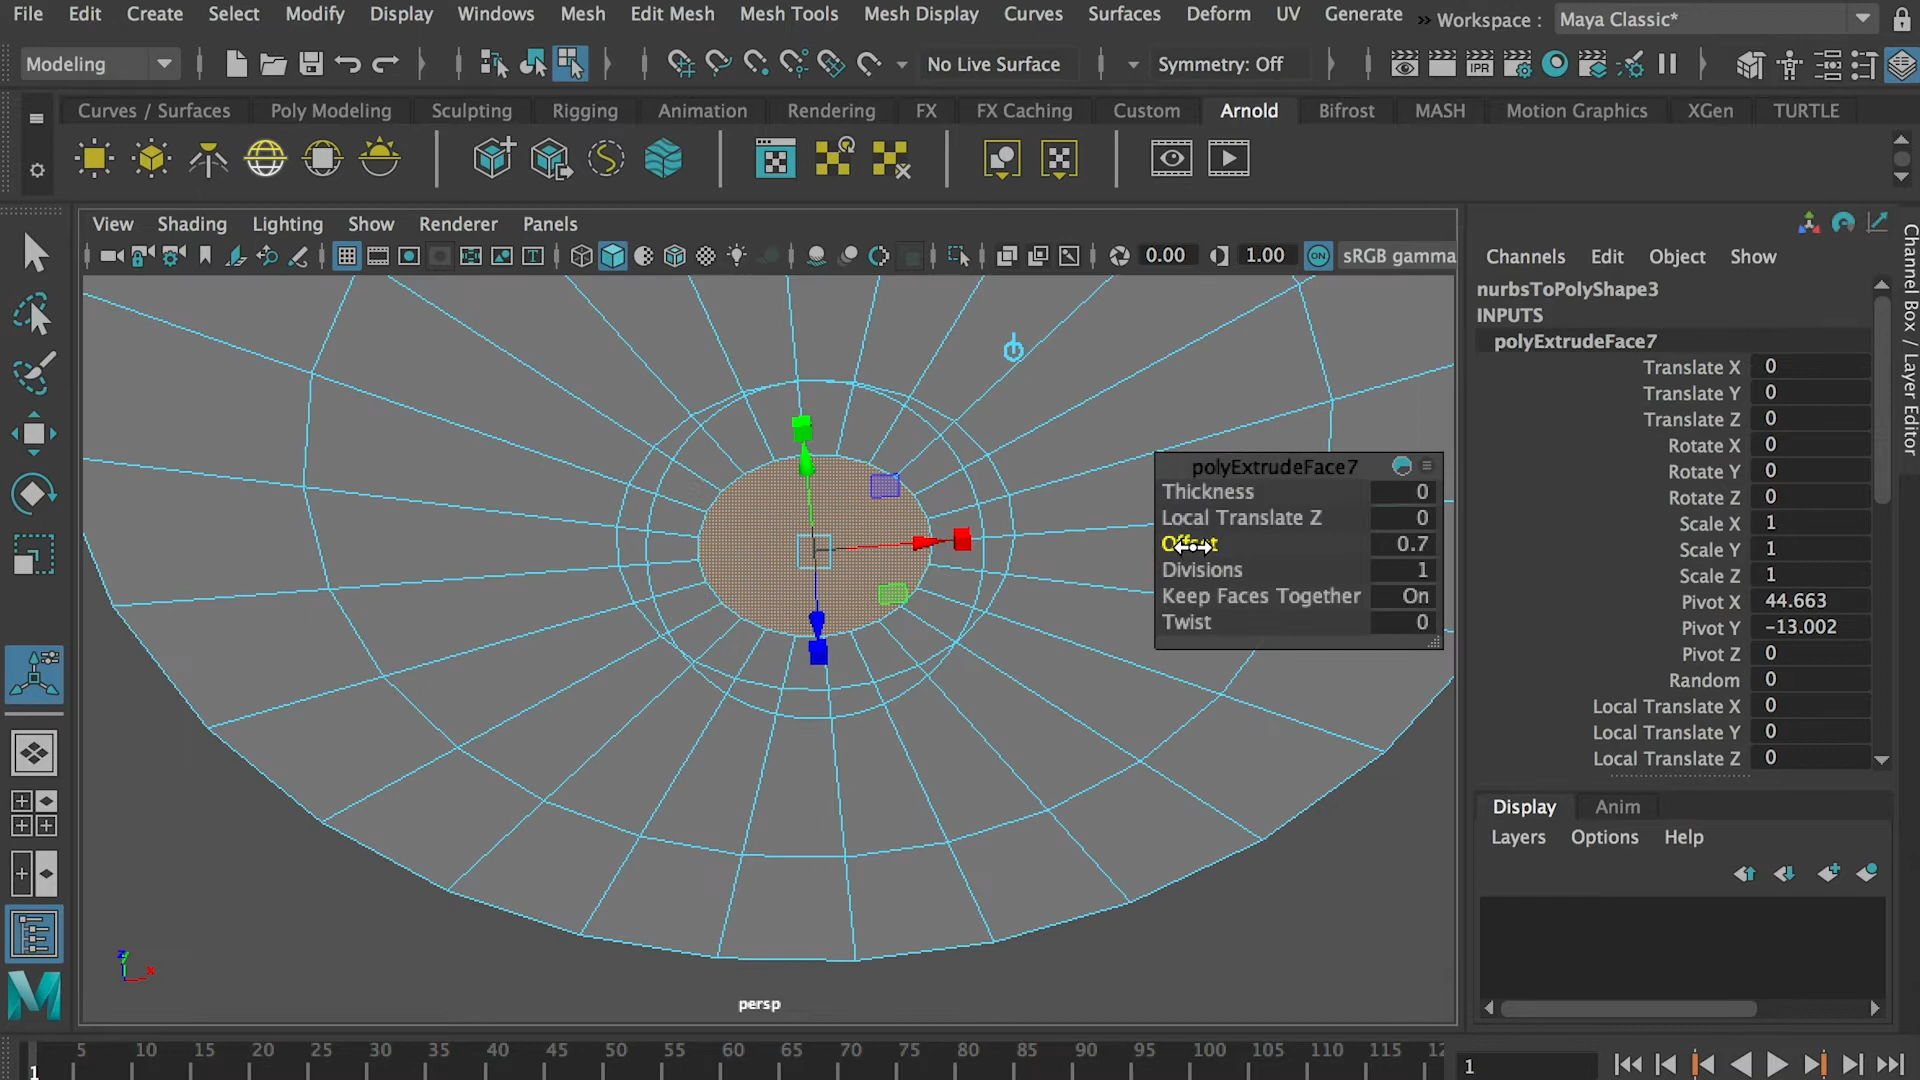 File Edit Create Select Modify Display Windows Mesh Edit Mesh Mesh Tools Mesh Display Curves Surfaces Deform UV Generate Workspace : Maya Classic*
Modeling No Live Surface Symmetry: Off IPR
Curves / Surfaces Poly Modeling Sculpting Rigging Animation Rendering FX FX Caching Custom Arnold Bifrost MASH Motion Graphics XGen TURTLE
View Shading Lighting Show Renderer Panels
0.00 1.00 ON sRGB gamma
polyExtrudeFace7
Thickness 0
Local Translate Z 0
Offset 0.7
Divisions 1
Keep Faces Together On
Twist 0
persp
z
x
Channels Edit Object Show
nurbsToPolyShape3
INPUTS
polyExtrudeFace7
Translate X 0
Translate Y 0
Translate Z 0
Rotate X 0
Rotate Y 0
Rotate Z 0
Scale X 1
Scale Y 1
Scale Z 1
Pivot X 44.663
Pivot Y -13.002
Pivot Z 0
Random 0
Local Translate X 0
Local Translate Y 0
Local Translate Z 0
Channel Box / Layer Editor
Display Anim
Layers Options Help
5 10 15 20 25 30 35 40 45 50 55 60 65 70 75 80 85 90 95 100 105 110 115 12
1
1